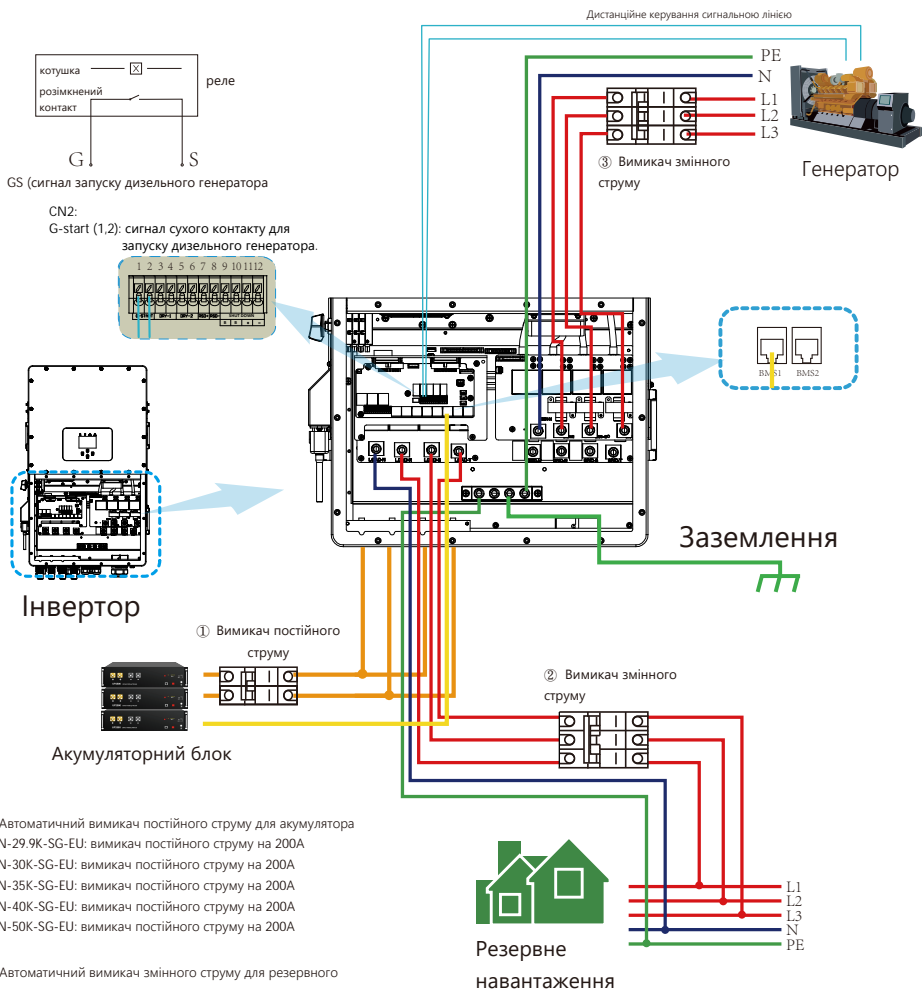 Дистанційне керування сигнальною лінією
котушка
реле
розімкнений
контакт
G S
GS (сигнал запуску дизельного генератора
PE
N
L1
L2
L3
③ Вимикач змінного
струму
Генератор
CN2:
G-start (1,2): сигнал сухого контакту для
запуску дизельного генератора.
1 2 3 4 5 6 7 8 9 10 11 12
BMS1 BMS2
Заземлення
Інвертор
① Вимикач постійного
струму
② Вимикач змінного
струму
Акумуляторний блок
Автоматичний вимикач постійного струму для акумулятора
N-29.9K-SG-EU: вимикач постійного струму на 200А
N-30K-SG-EU: вимикач постійного струму на 200А
N-35K-SG-EU: вимикач постійного струму на 200А
N-40K-SG-EU: вимикач постійного струму на 200А
N-50K-SG-EU: вимикач постійного струму на 200А
Автоматичний вимикач змінного струму для резервного
Резервне
навантаження
L1
L2
L3
N
PE